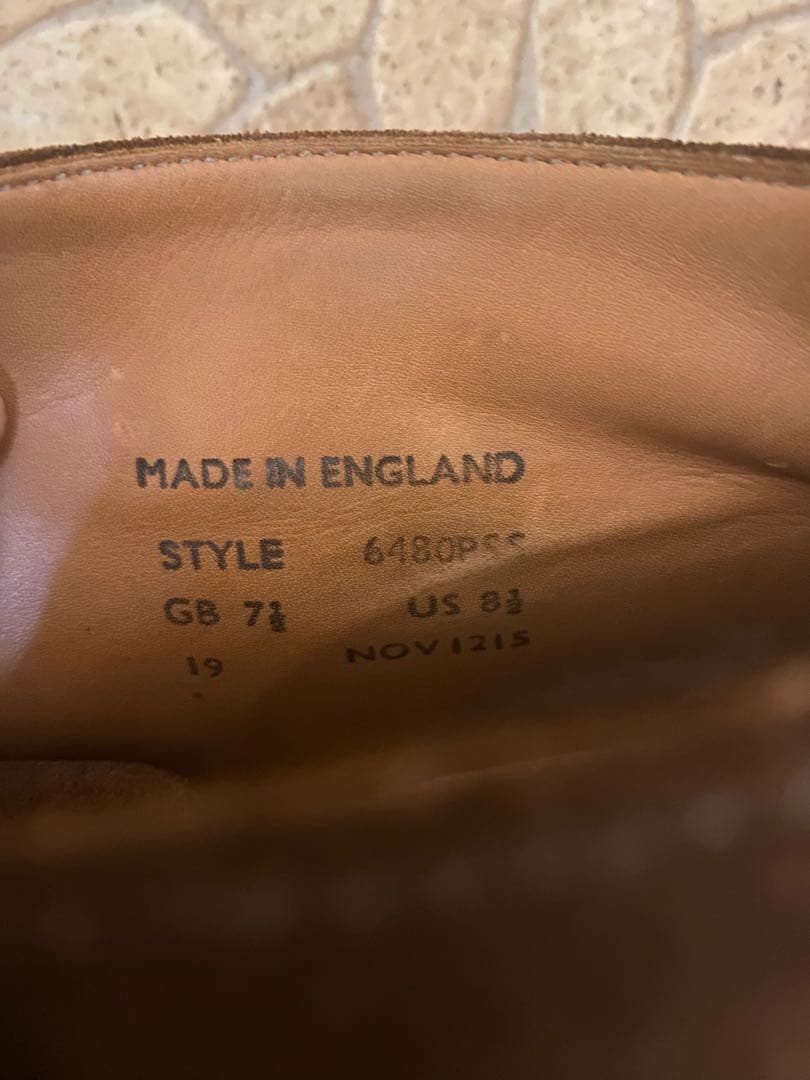 MADE IN ENGLAND
STYLE 6480PSS
GB 7½ US 8½
19 NOV1215